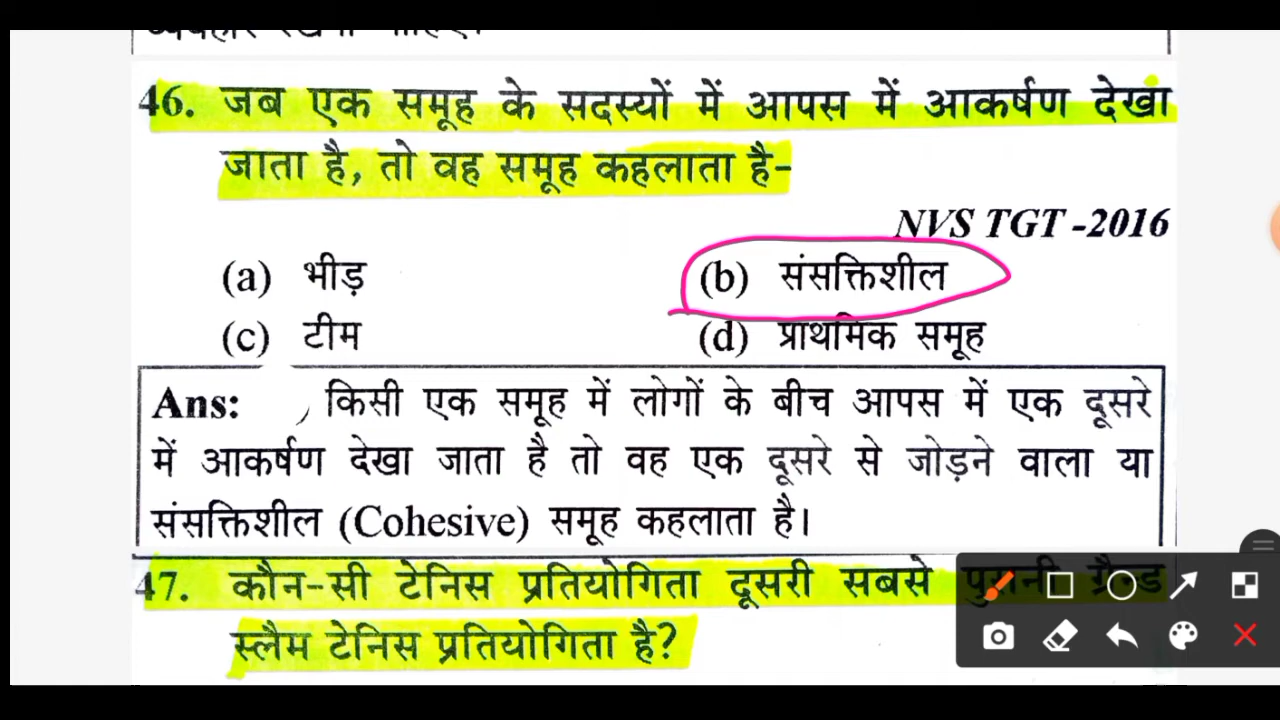 46. जब एक समूह के सदस्यों में आपस में आकर्षण देखा
जाता है, तो वह समूह कहलाता है-
NVS TGT -2016
(a) भीड़ (b) संसक्तिशील
(c) टीम (d) प्राथमिक समूह
Ans: किसी एक समूह में लोगों के बीच आपस में एक दूसरे
में आकर्षण देखा जाता है तो वह एक दूसरे से जोड़ने वाला या
संसक्तिशील (Cohesive) समूह कहलाता है।
47. कौन-सी टेनिस प्रतियोगिता दूसरी सबसे पुरानी ग्रैण्ड
स्लैम टेनिस प्रतियोगिता है?